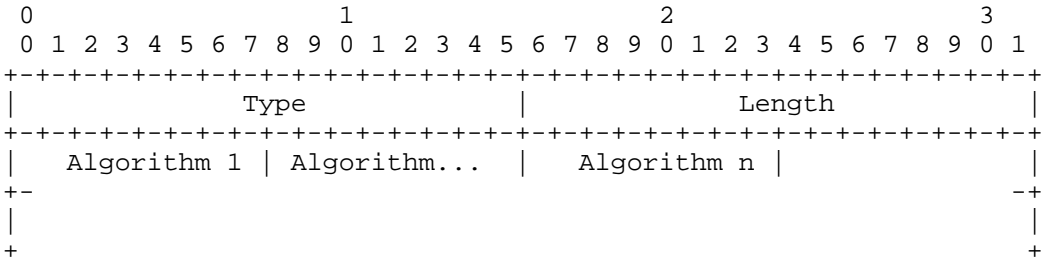 0                   1                   2                   3
 0 1 2 3 4 5 6 7 8 9 0 1 2 3 4 5 6 7 8 9 0 1 2 3 4 5 6 7 8 9 0 1
+-+-+-+-+-+-+-+-+-+-+-+-+-+-+-+-+-+-+-+-+-+-+-+-+-+-+-+-+-+-+-+-+
|              Type             |             Length            |
+-+-+-+-+-+-+-+-+-+-+-+-+-+-+-+-+-+-+-+-+-+-+-+-+-+-+-+-+-+-+-+-+
|   Algorithm 1 | Algorithm...  |   Algorithm n |               |
+-                                                             -+
|                                                               |
+                                                               +